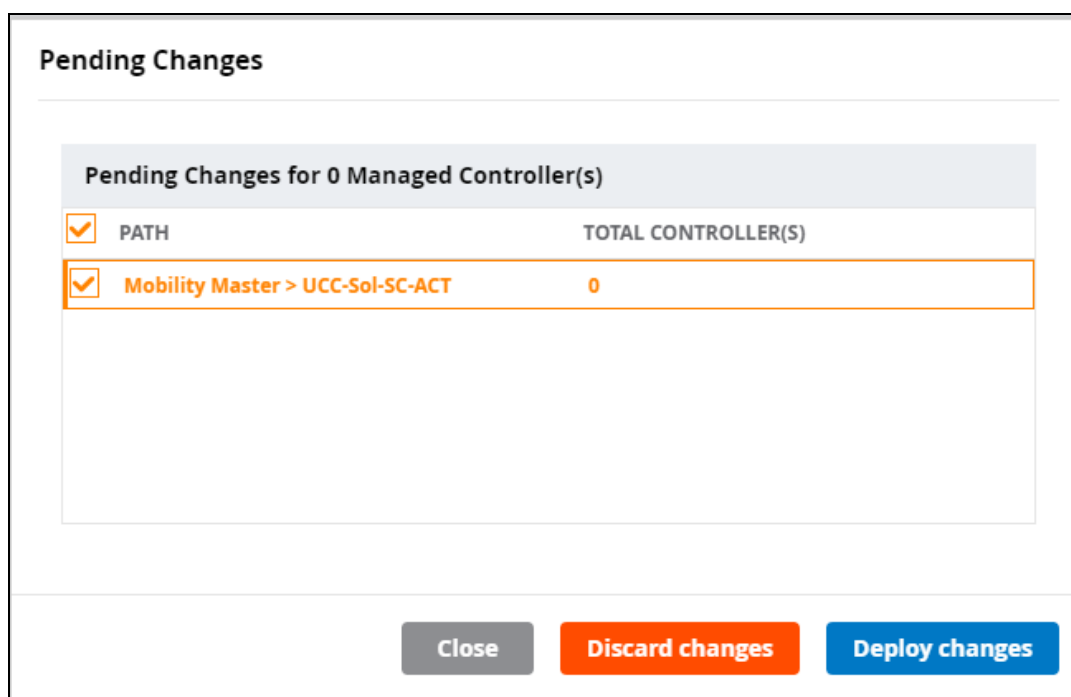 Pending Changes
Pending Changes for 0 Managed Controller(s)
PATH TOTAL CONTROLLER(S)
Mobility Master > UCC-Sol-SC-ACT 0
Close Discard changes Deploy changes